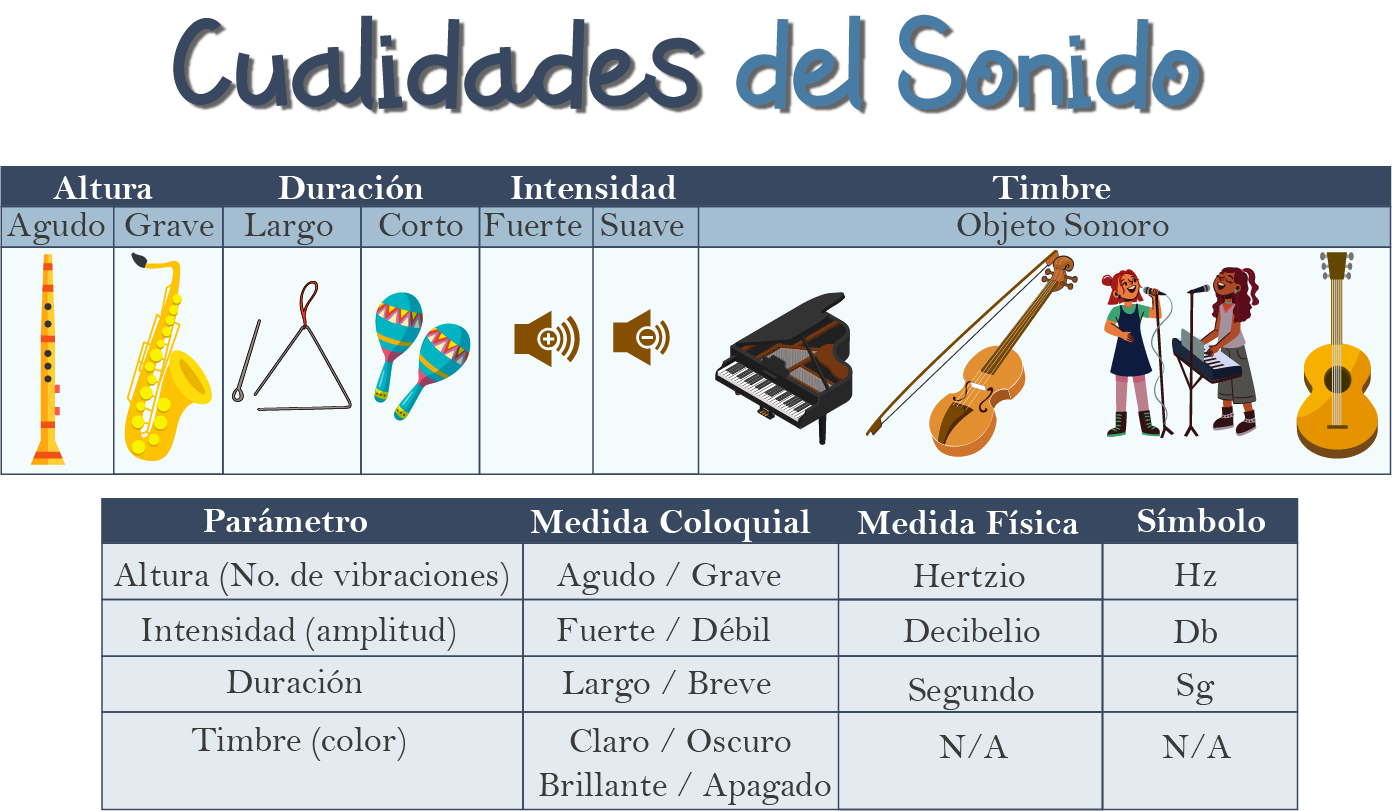 Cualidades del Sonido
Altura Duración Intensidad Timbre
Agudo Grave Largo Corto Fuerte Suave Objeto Sonoro
Parámetro Medida Coloquial Medida Física Símbolo
Altura (No. de vibraciones) Agudo / Grave Hertzio Hz
Intensidad (amplitud) Fuerte / Débil Decibelio Db
Duración Largo / Breve Segundo Sg
Timbre (color) Claro / Oscuro N/A N/A
Brillante / Apagado